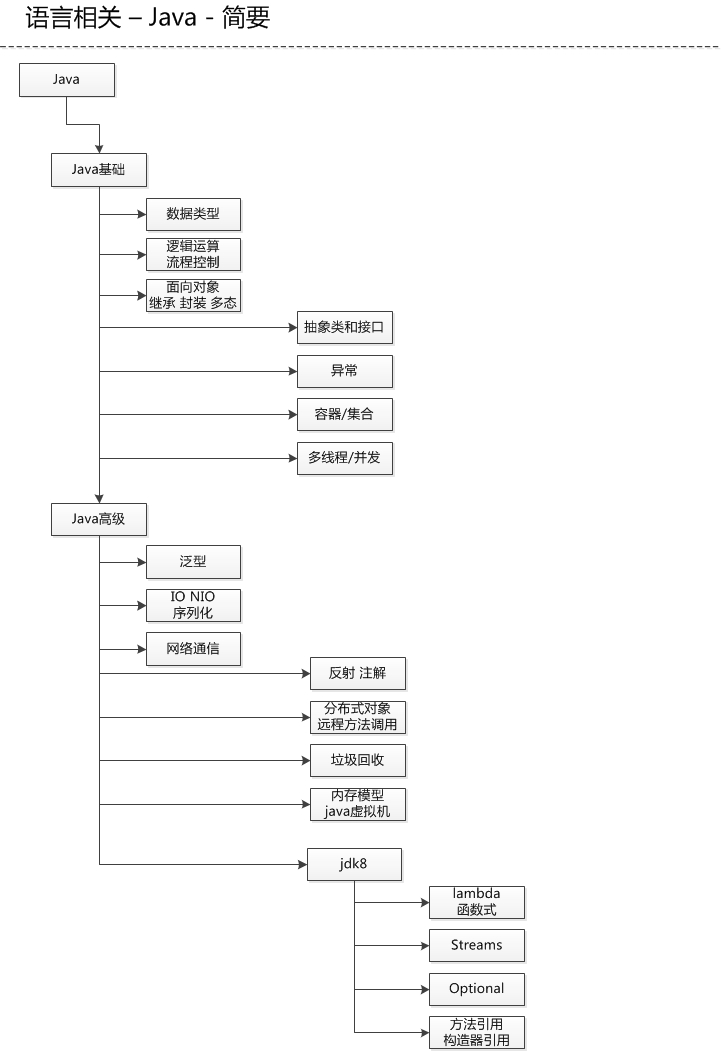 语言相关 – Java - 简要
Java
Java基础
数据类型
逻辑运算
流程控制
面向对象
继承 封装 多态
抽象类和接口
异常
容器/集合
多线程/并发
Java高级
泛型
IO NIO
序列化
网络通信
反射 注解
分布式对象
远程方法调用
垃圾回收
内存模型
java虚拟机
jdk8
lambda
函数式
Streams
Optional
方法引用
构造器引用